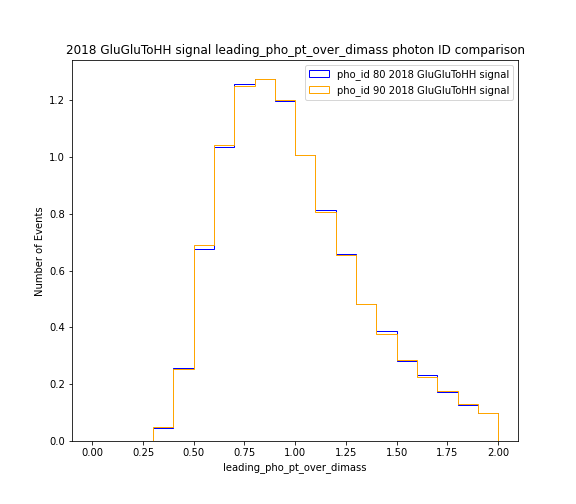 2018 GluGluToHH signal leading_pho_pt_over_dimass photon ID comparison
pho_id 80 2018 GluGluToHH signal
pho_id 90 2018 GluGluToHH signal
Number of Events
1.2
1.0
0.8
0.6
0.4
0.2
0.0
0.00 0.25 0.50 0.75 1.00 1.25 1.50 1.75 2.00
leading_pho_pt_over_dimass